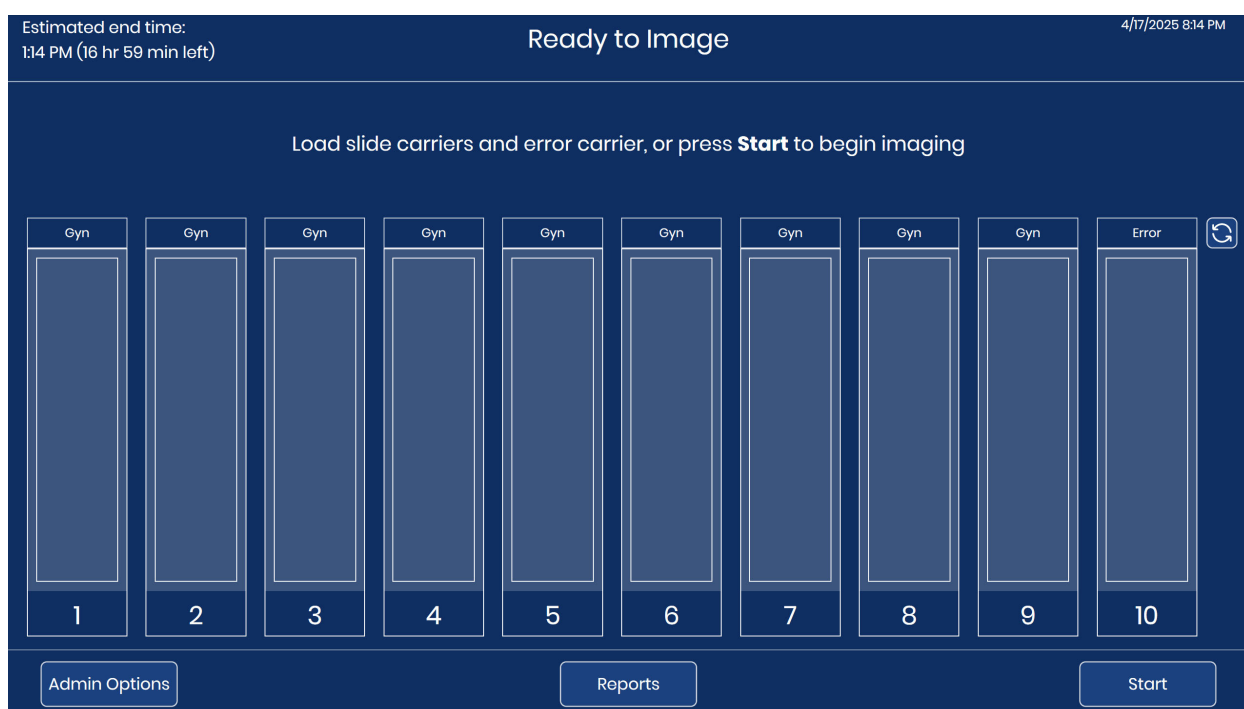 Estimated end time:
1:14 PM (16 hr 59 min left)
Ready to Image
4/17/2025 8:14 PM
Load slide carriers and error carrier, or press Start to begin imaging
Gyn Gyn Gyn Gyn Gyn Gyn Gyn Gyn Gyn Error
1 2 3 4 5 6 7 8 9 10
Admin Options Reports Start